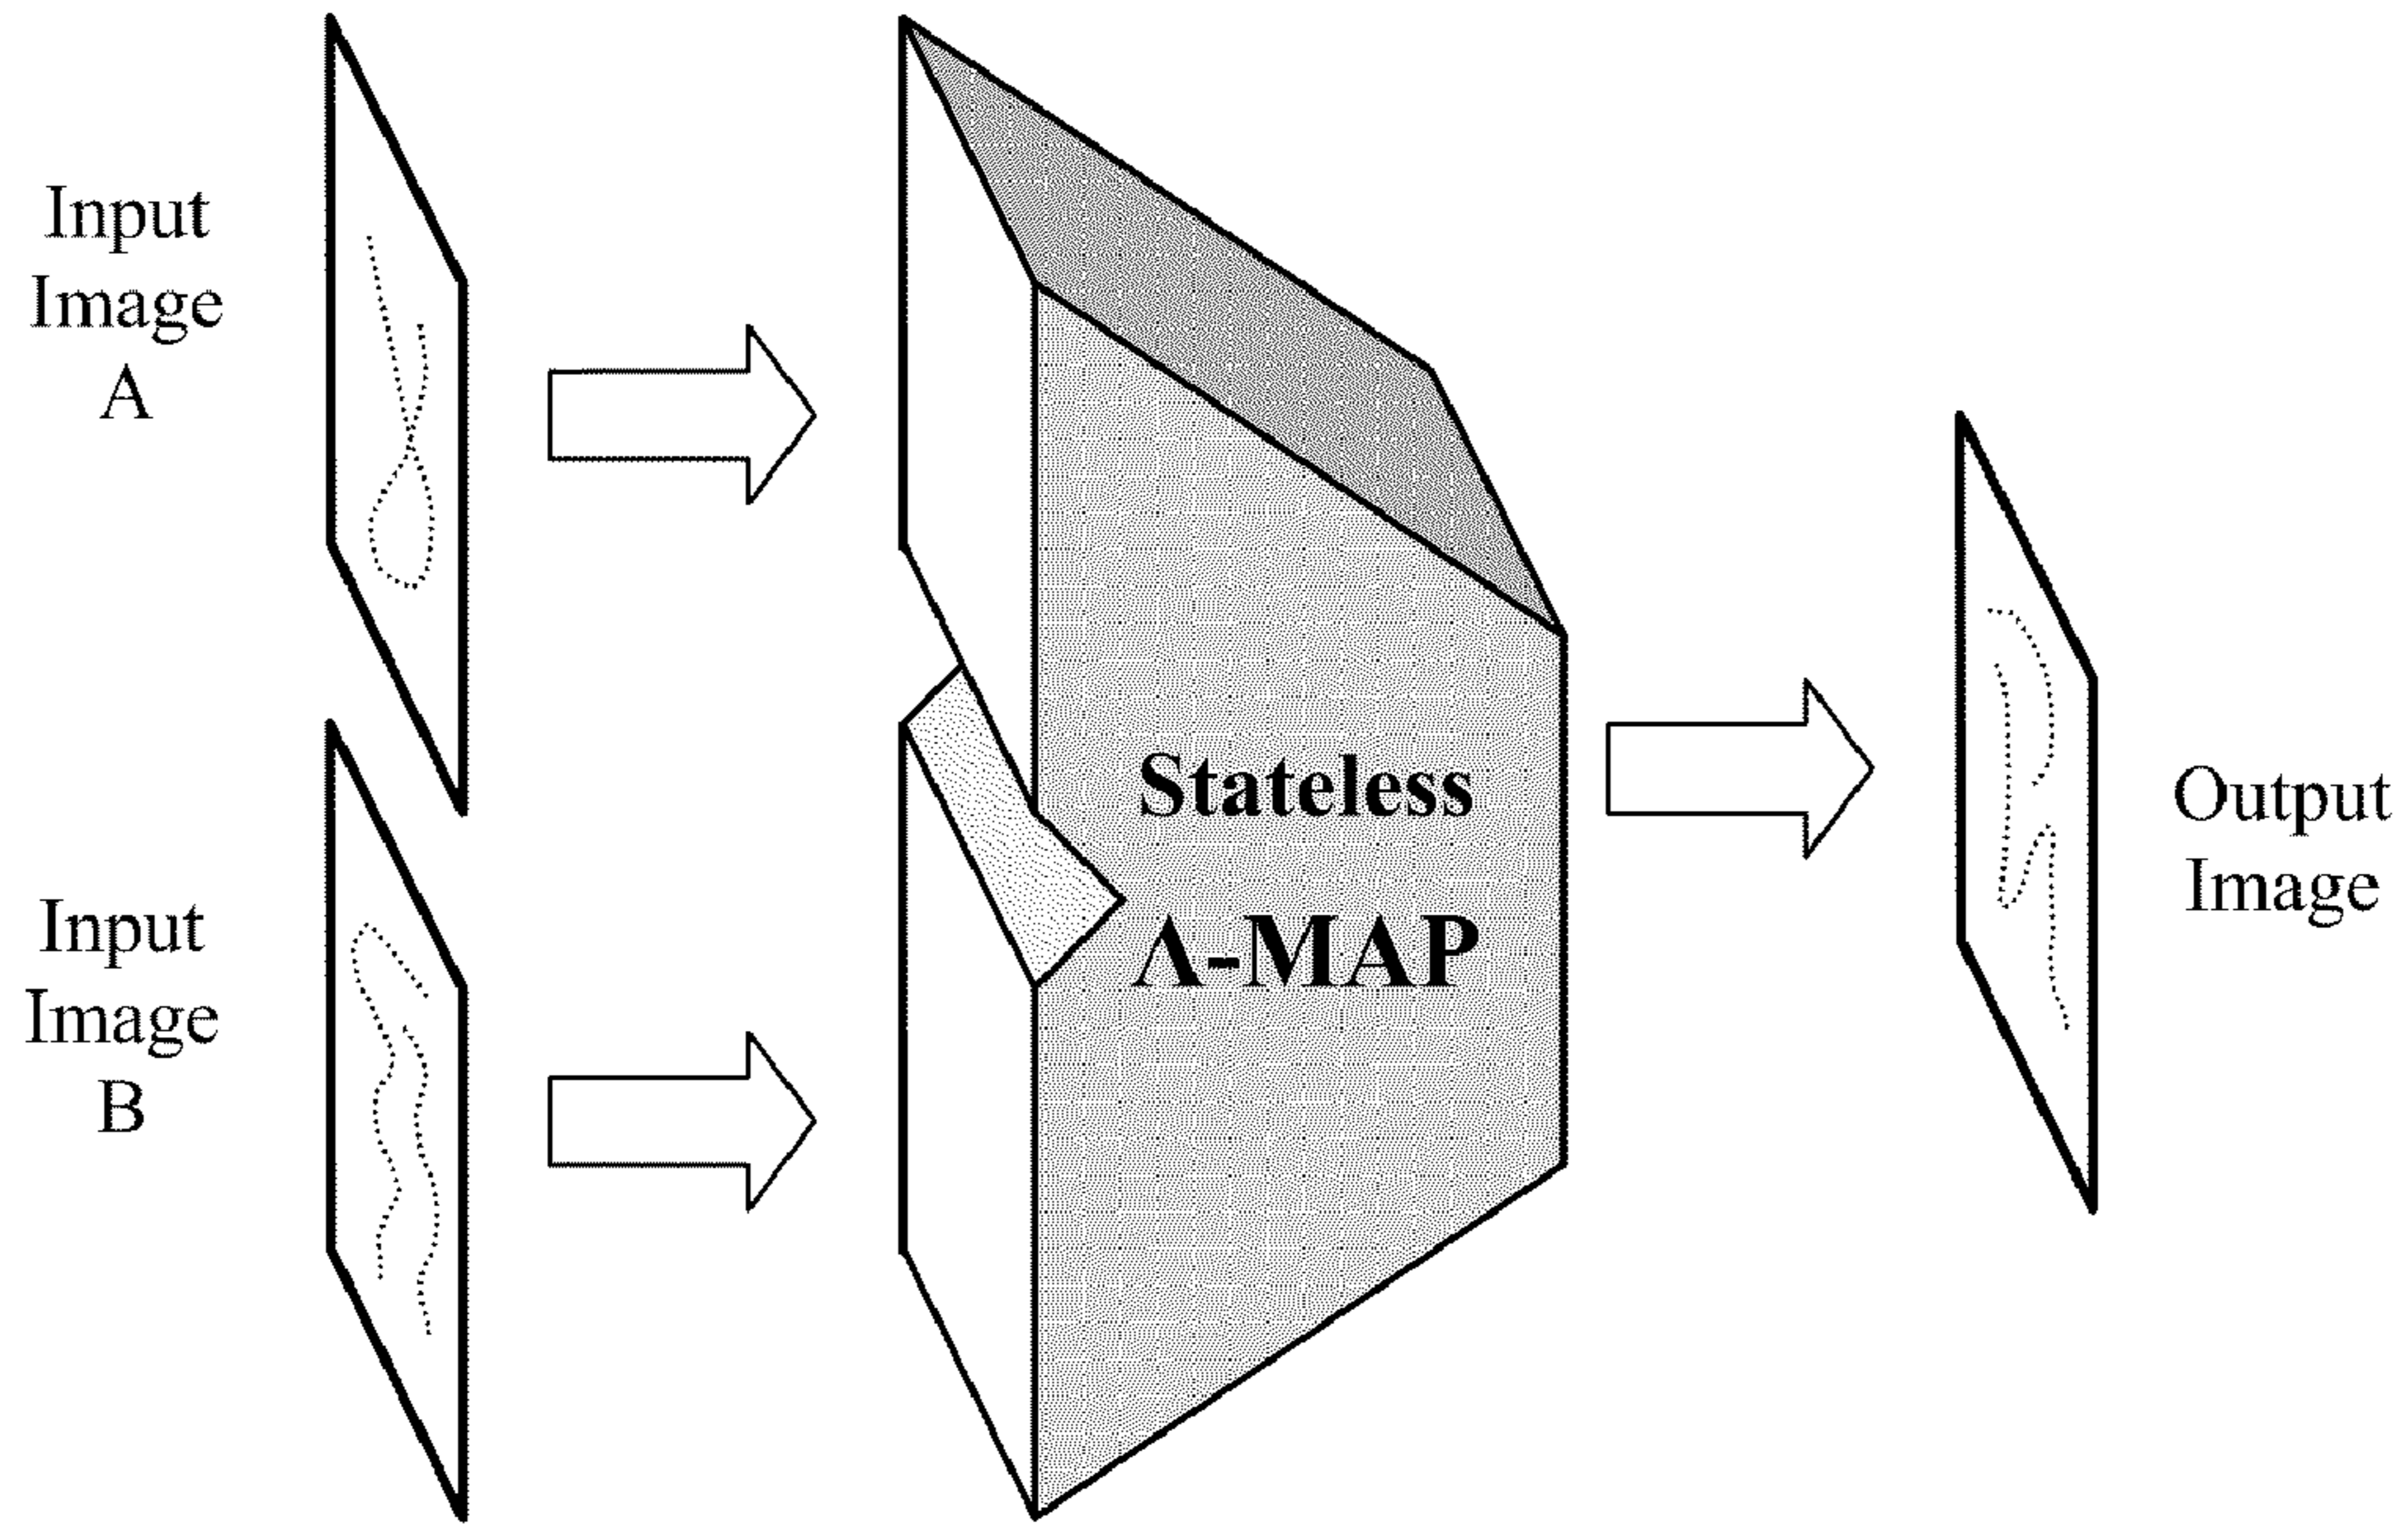 Input
Image
A
Input
Image
B
Stateless
Λ-MAP
Output
Image